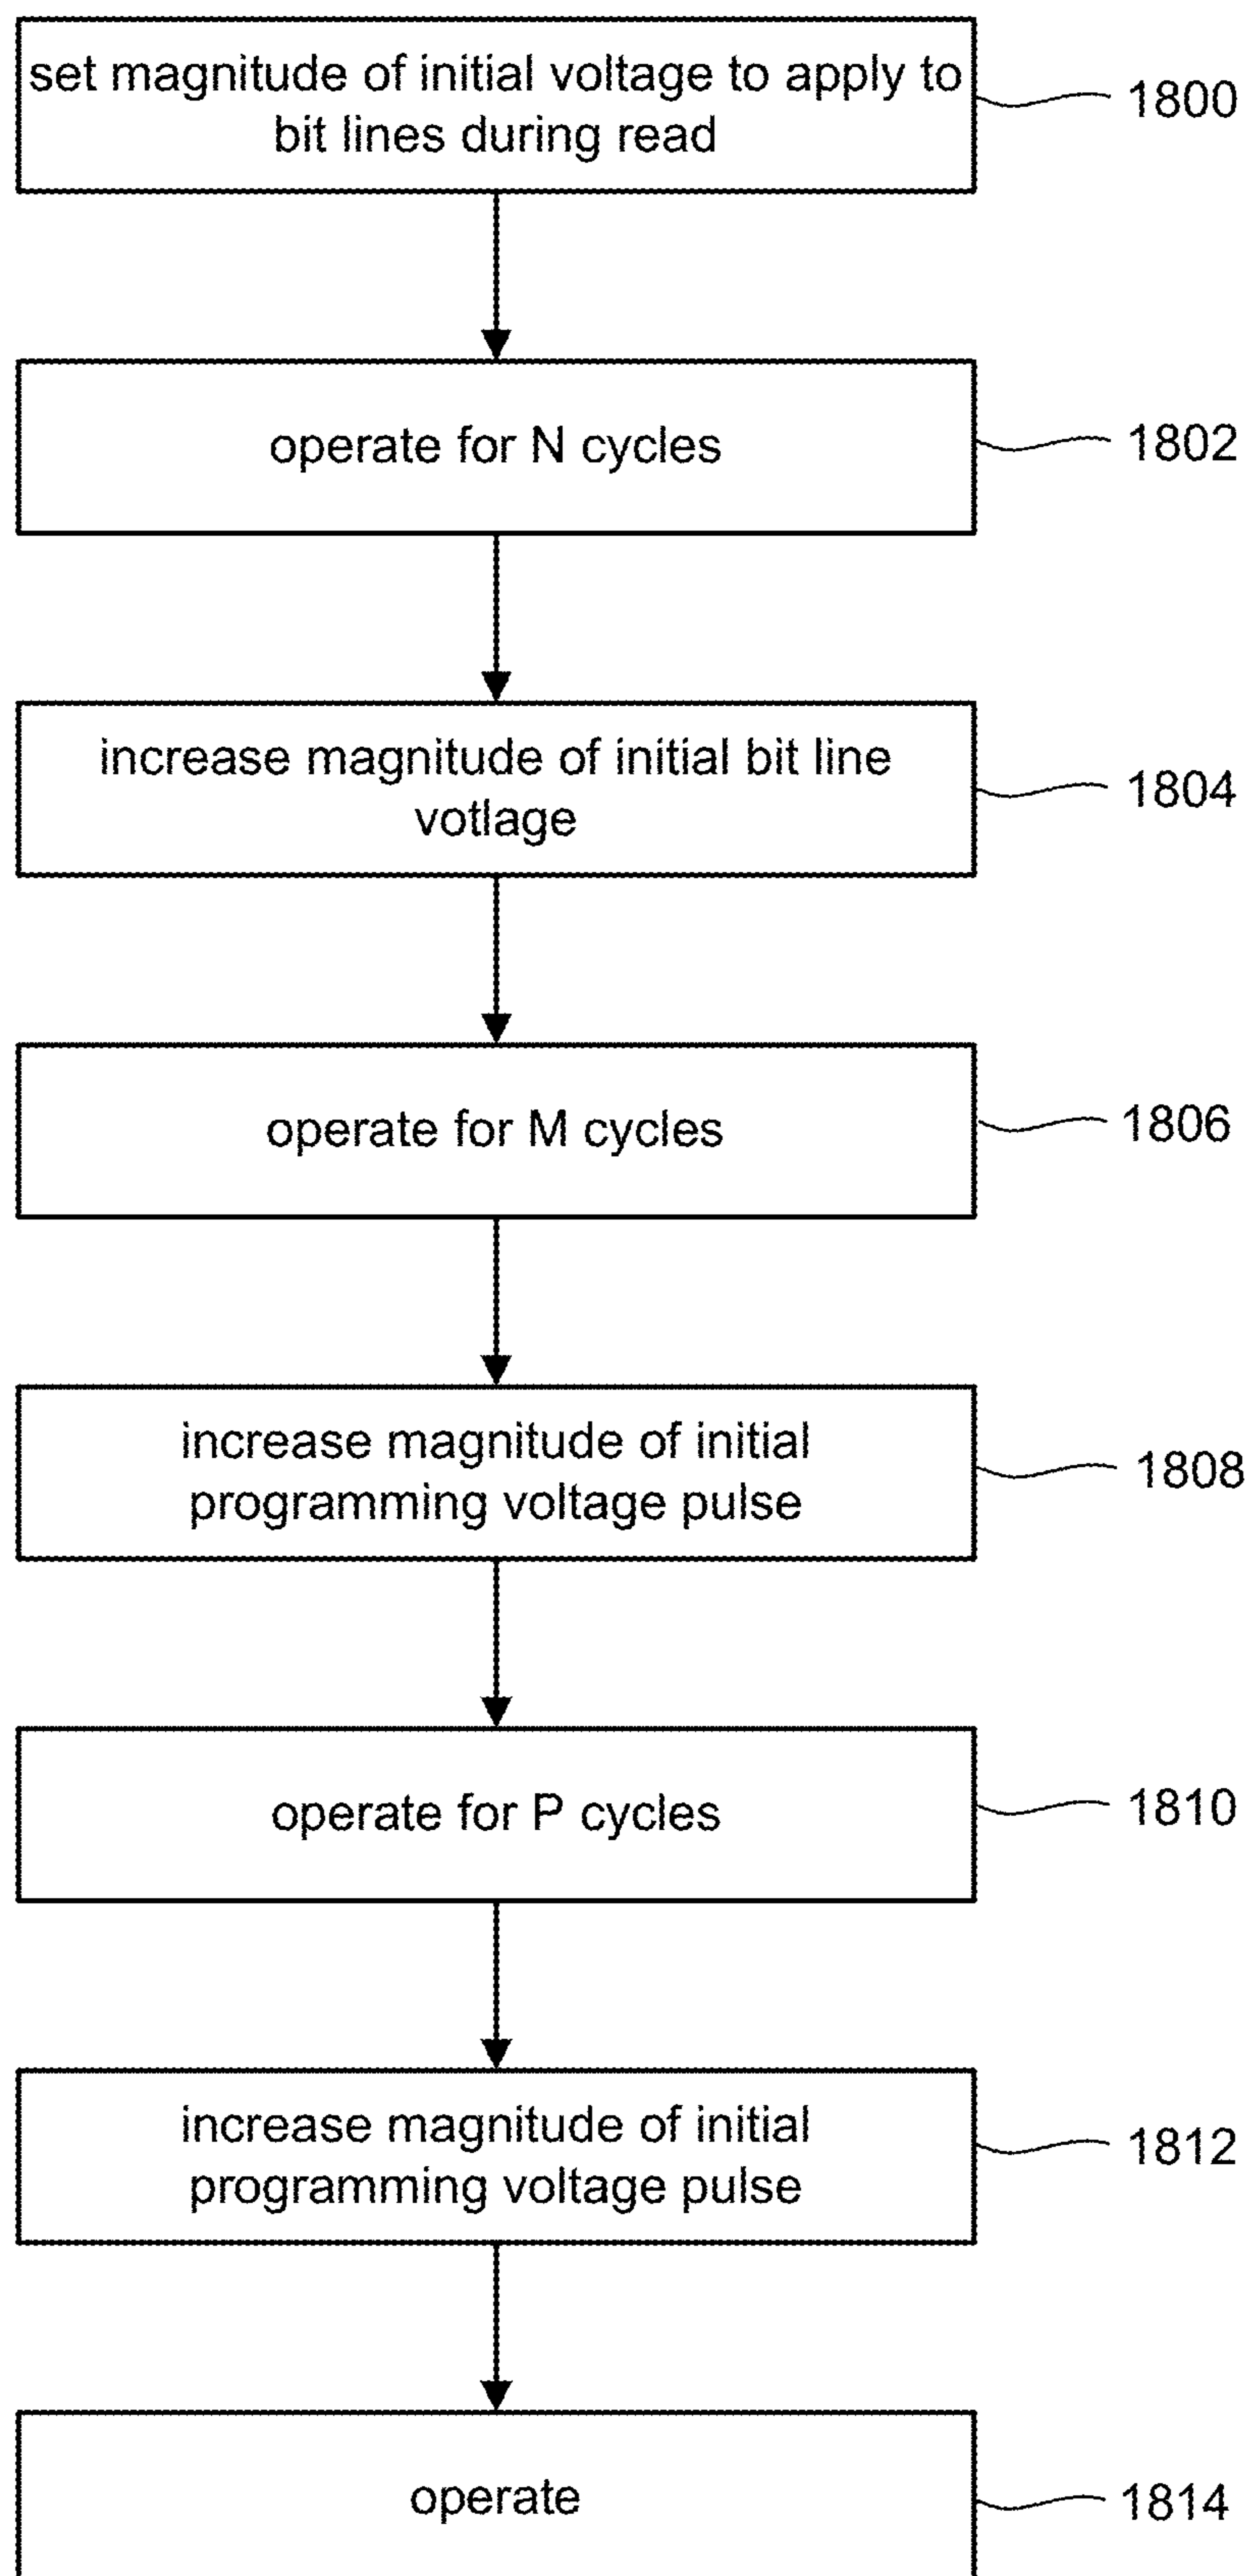 set magnitude of initial voltage to apply to
bit lines during read
1800
operate for N cycles
1802
increase magnitude of initial bit line
votlage
1804
operate for M cycles
1806
increase magnitude of initial
programming voltage pulse
1808
operate for P cycles
1810
increase magnitude of initial
programming voltage pulse
1812
operate
1814